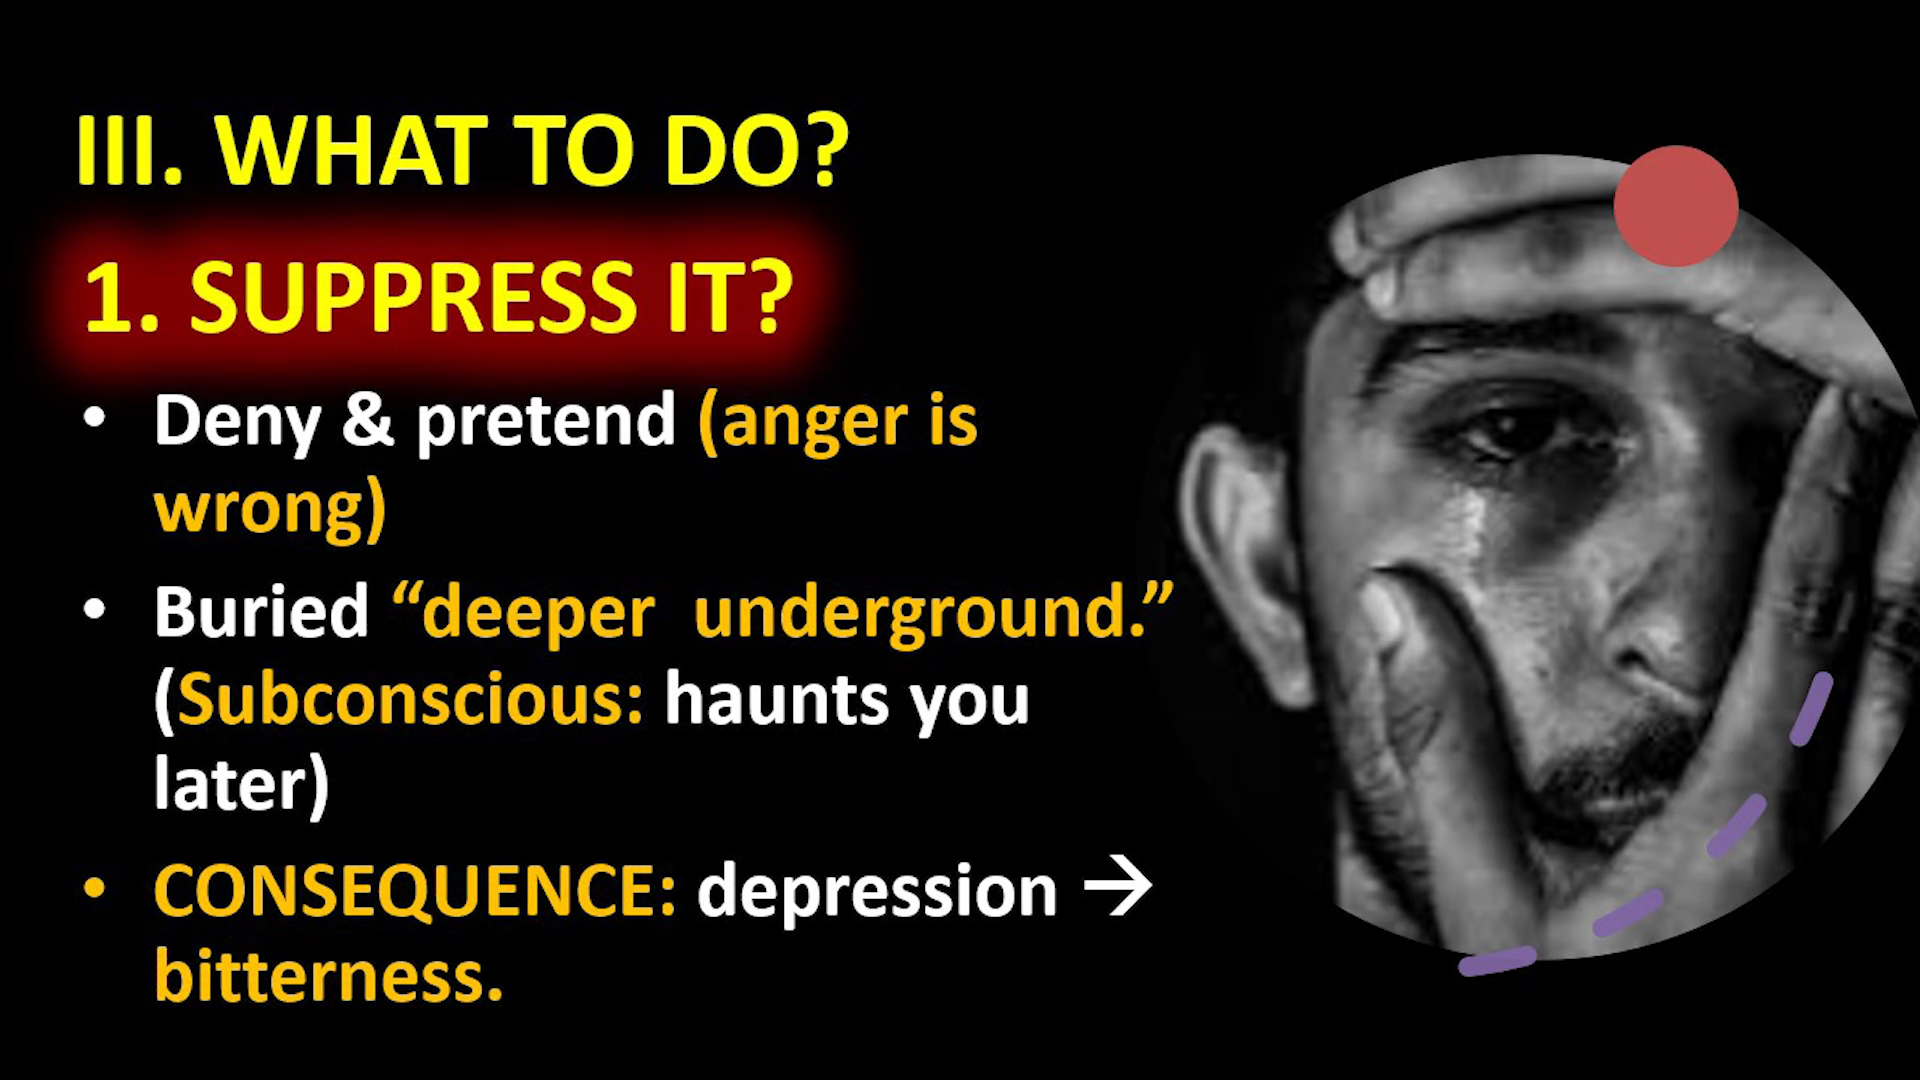 III. WHAT TO DO?
1. SUPPRESS IT?
• Deny & pretend (anger is
wrong)
• Buried “deeper underground.”
(Subconscious: haunts you
later)
• CONSEQUENCE: depression →
bitterness.